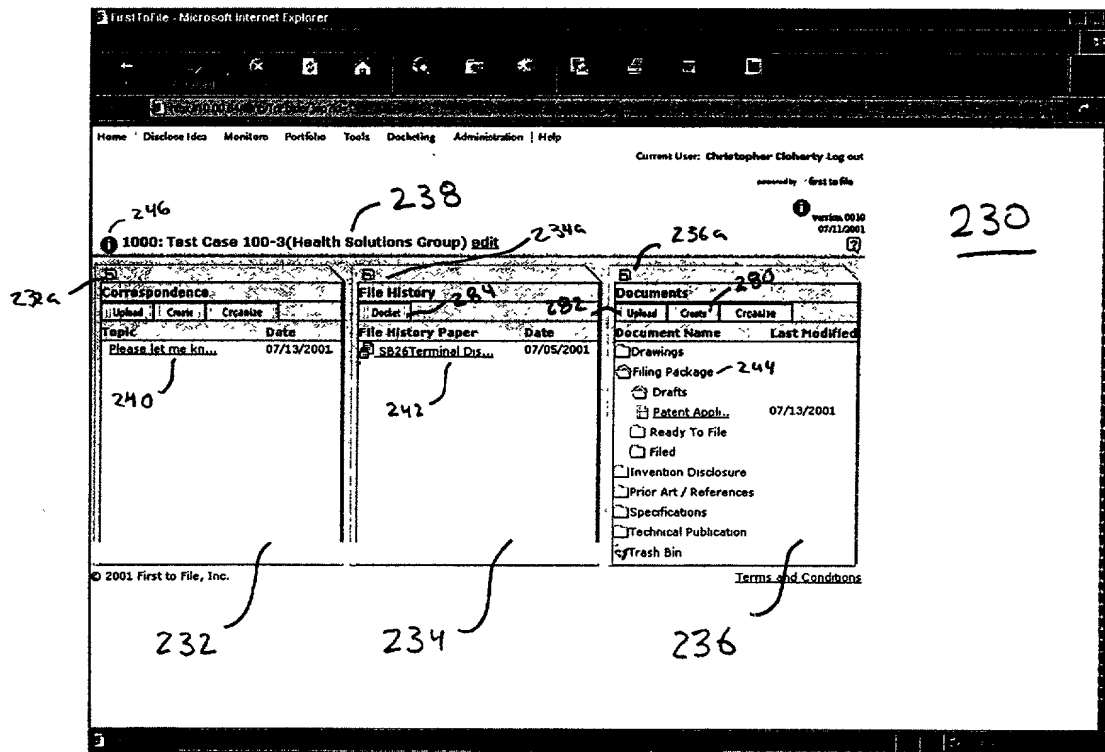 FirstToFile - Microsoft Internet Explorer
Home Disclose Idea Monitors Portfolio Tools Docketing Administration | Help
Current User: Christopher Cloherty Log out
powered by first to file
version 0010
07/11/2001
246
238
230
1000: Test Case 100-3(Health Solutions Group) edit
234a
236a
232a
Correspondence
Upload Create Organize
Topic Date
Please let me kn... 07/13/2001
240
File History
284
Docket
File History Paper Date
SB26Terminal Dis... 07/05/2001
242
Documents
280
282
Upload Create Organize
Document Name Last Modified
Drawings
Filing Package 244
Drafts
Patent Appli.. 07/13/2001
Ready To File
Filed
Invention Disclosure
Prior Art / References
Specifications
Technical Publication
Trash Bin
© 2001 First to File, Inc.
Terms and Conditions
232
234
236